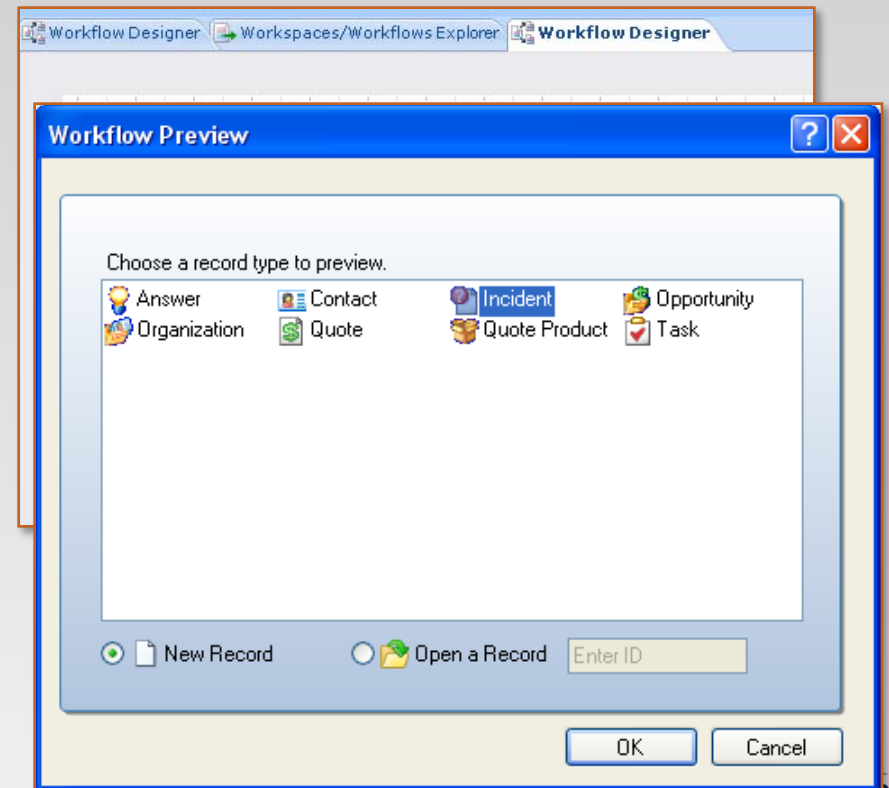 Workflow Designer Workspaces/Workflows Explorer Workflow Designer
Workflow Preview
Choose a record type to preview.
Answer Contact Incident Opportunity
Organization Quote Quote Product Task
New Record Open a Record Enter ID
OK Cancel